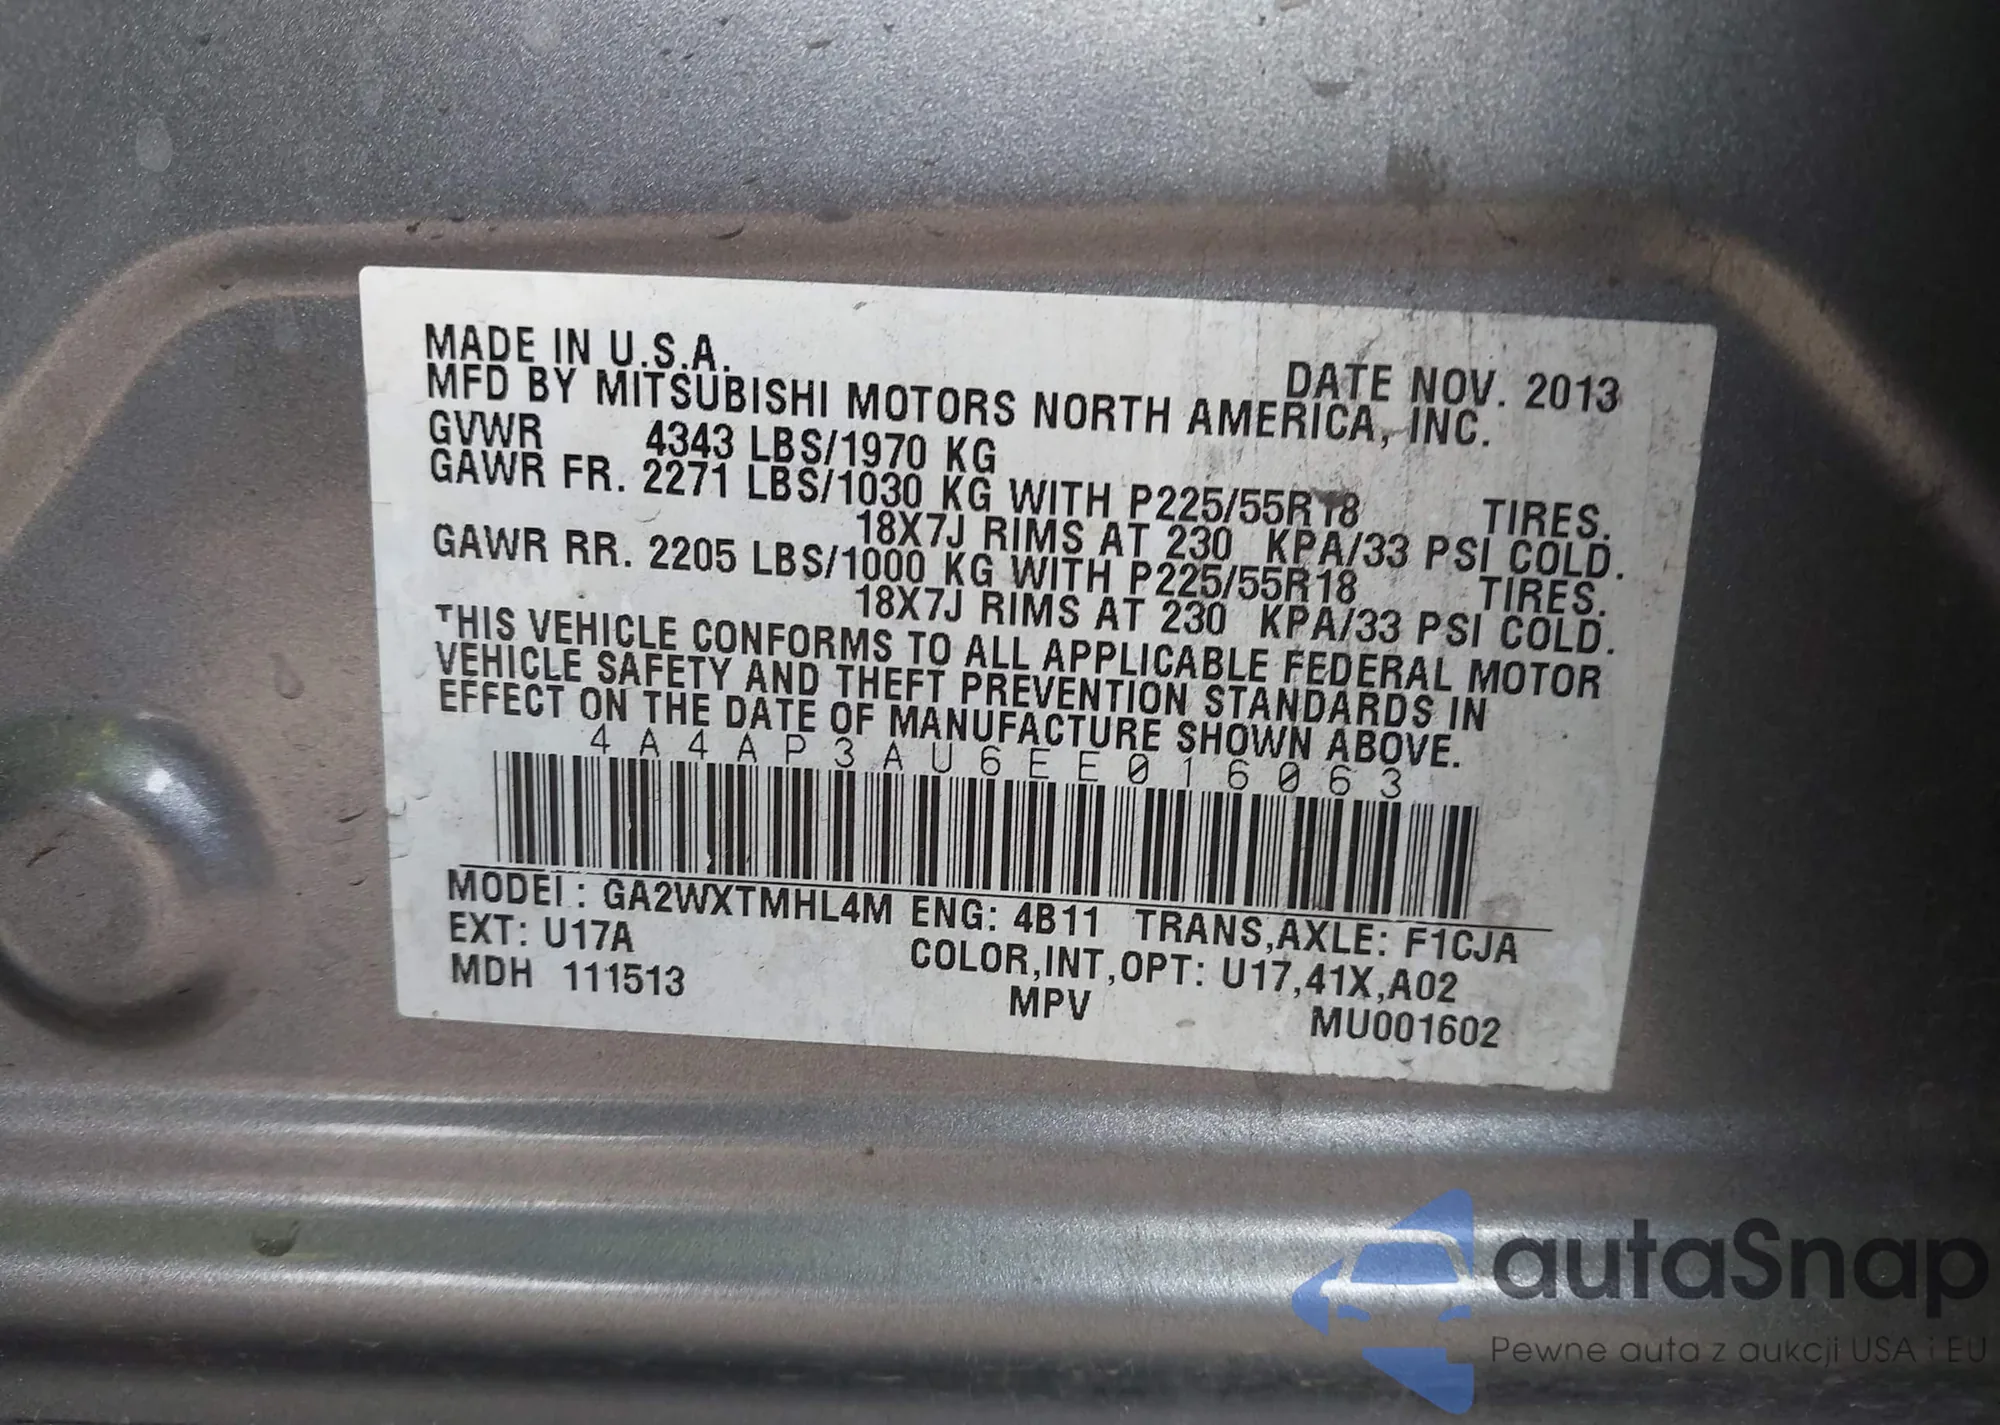 MADE IN U.S.A. DATE NOV. 2013
MFD BY MITSUBISHI MOTORS NORTH AMERICA, INC.
GVWR 4343 LBS/1970 KG
GAWR FR. 2271 LBS/1030 KG WITH P225/55R18 TIRES.
18X7J RIMS AT 230 KPA/33 PSI COLD.
GAWR RR. 2205 LBS/1000 KG WITH P225/55R18 TIRES.
18X7J RIMS AT 230 KPA/33 PSI COLD.
THIS VEHICLE CONFORMS TO ALL APPLICABLE FEDERAL MOTOR
VEHICLE SAFETY AND THEFT PREVENTION STANDARDS IN
EFFECT ON THE DATE OF MANUFACTURE SHOWN ABOVE.
4A4AP3AU6EE016063
MODEL: GA2WXTMHL4M ENG: 4B11 TRANS,AXLE: F1CJA
EXT: U17A COLOR,INT,OPT: U17,41X,A02
MDH 111513 MPV MU001602
autaSnap
Pewne auta z aukcji USA i EU